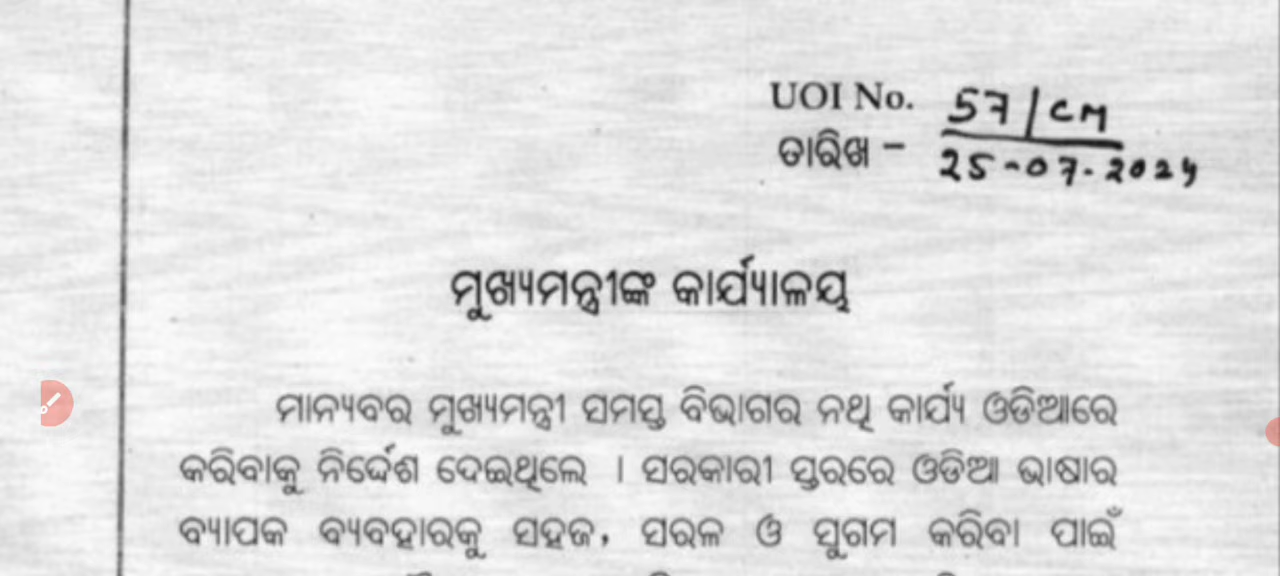 UOI No. 57/CM
ତାରିଖ – 25-07-2024
ମୁଖ୍ୟମନ୍ତ୍ରୀଙ୍କ କାର୍ଯ୍ୟାଳୟ
ମାନ୍ୟବର ମୁଖ୍ୟମନ୍ତ୍ରୀ ସମସ୍ତ ବିଭାଗର ନଥି କାର୍ଯ୍ୟ ଓଡିଆରେ
କରିବାକୁ ନିର୍ଦ୍ଦେଶ ଦେଇଥିଲେ । ସରକାରୀ ସ୍ତରରେ ଓଡିଆ ଭାଷାର
ବ୍ୟାପକ ବ୍ୟବହାରକୁ ସହଜ, ସରଳ ଓ ସୁଗମ କରିବା ପାଇଁ